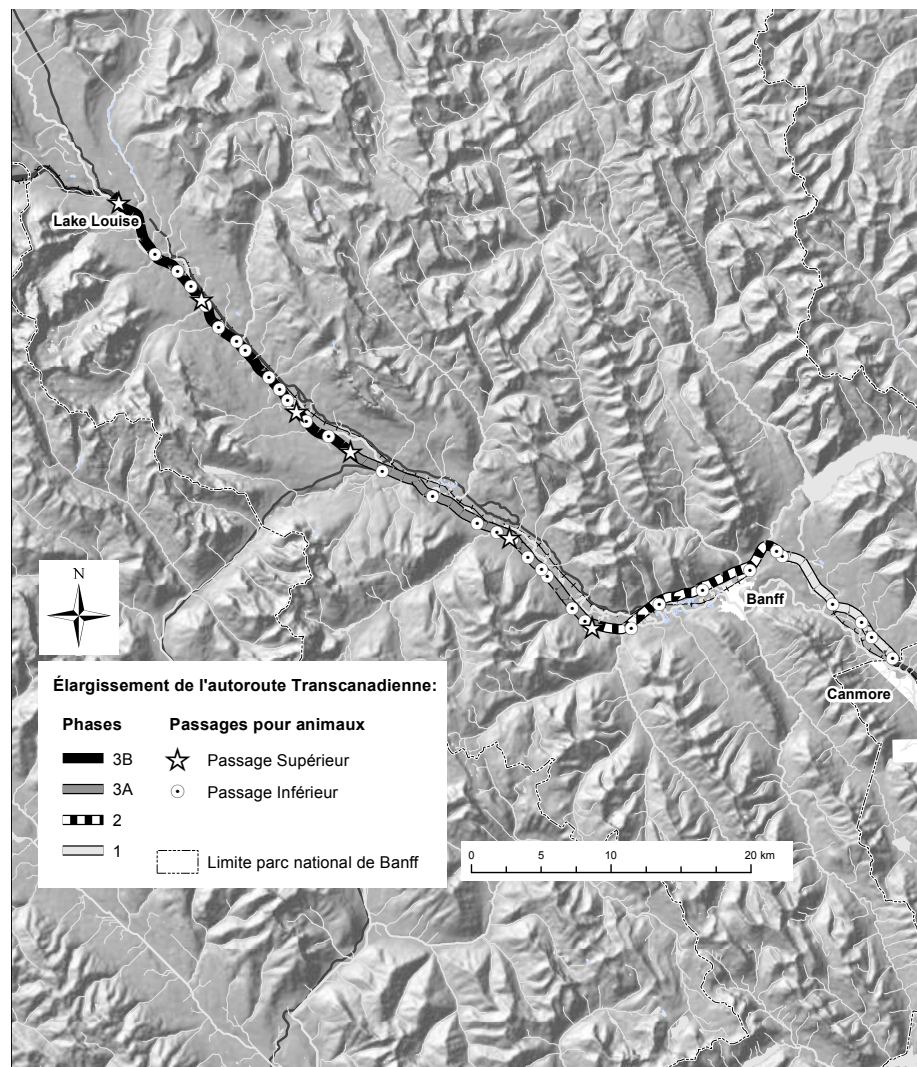 Lake Louise
Banff
Canmore
N
Élargissement de l'autoroute Transcanadienne:
Phases
Passages pour animaux
3B
Passage Supérieur
3A
Passage Inférieur
2
1
Limite parc national de Banff
0 5 10 20 km